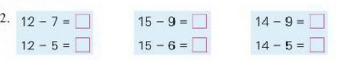 2. 12 − 7 = □ 15 − 9 = □ 14 − 9 = □
12 − 5 = □ 15 − 6 = □ 14 − 5 = □